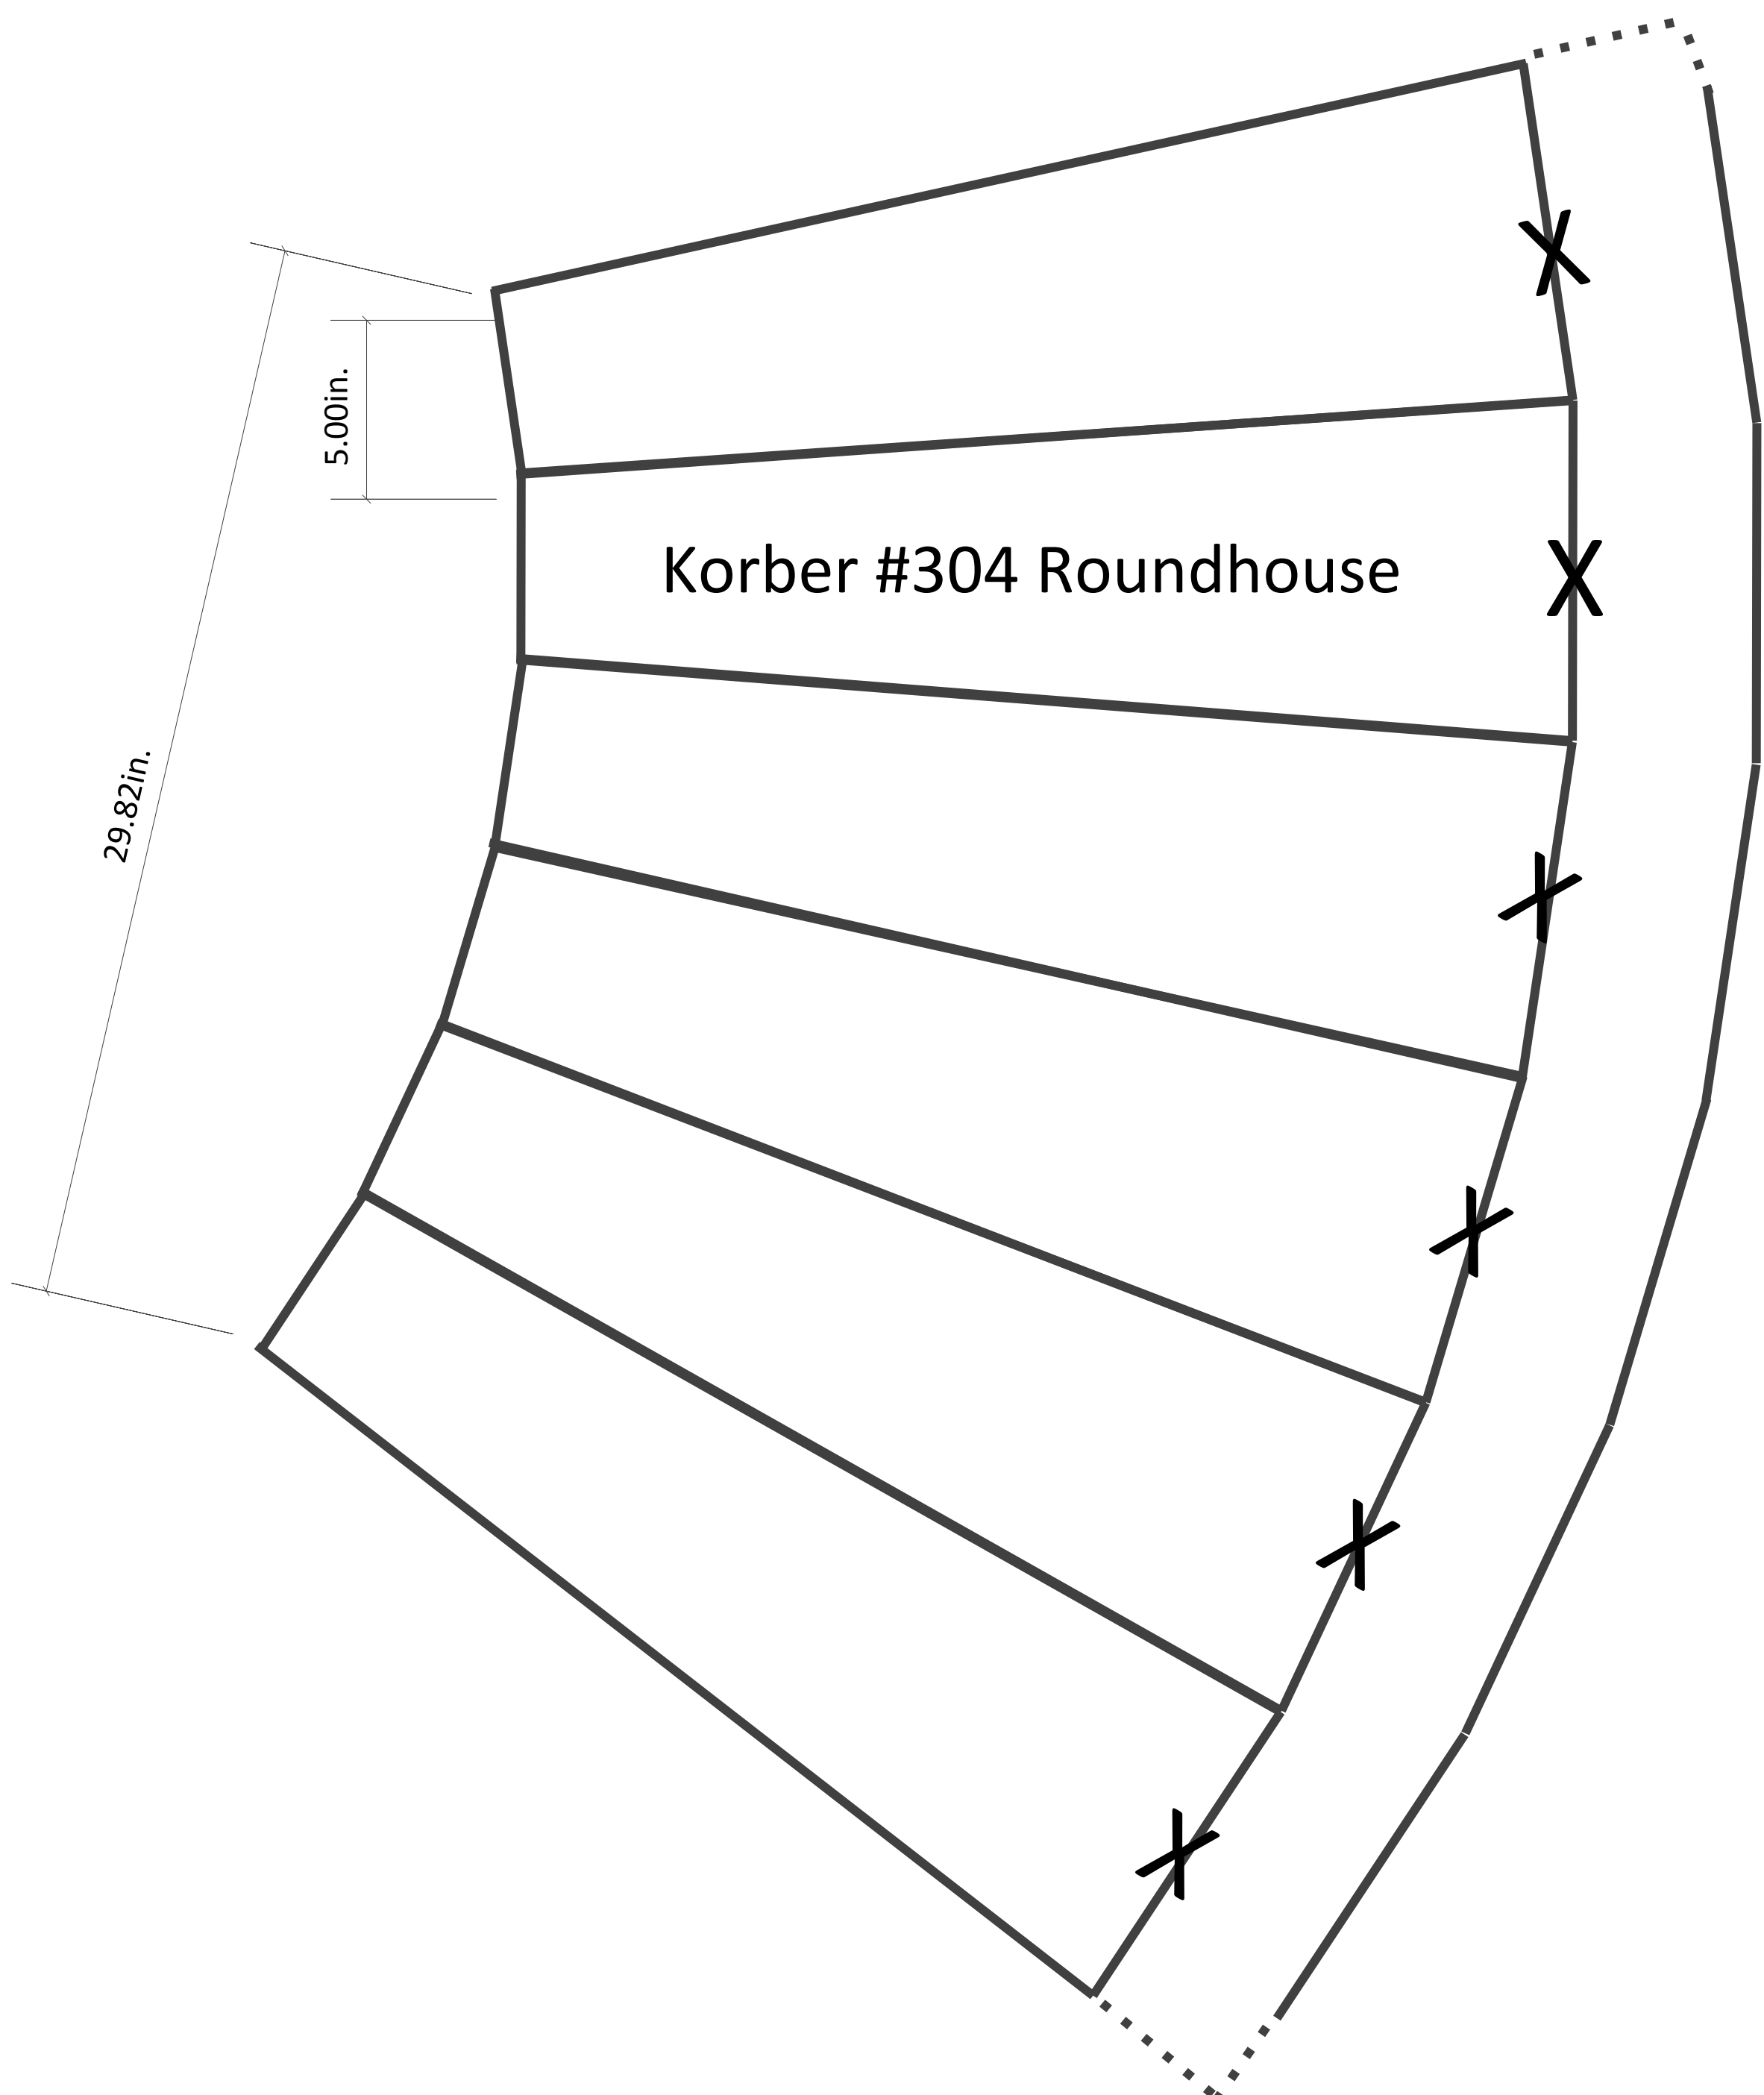 X
5.00in.
Korber #304 Roundhouse
X
29.82in.
X
X
X
X